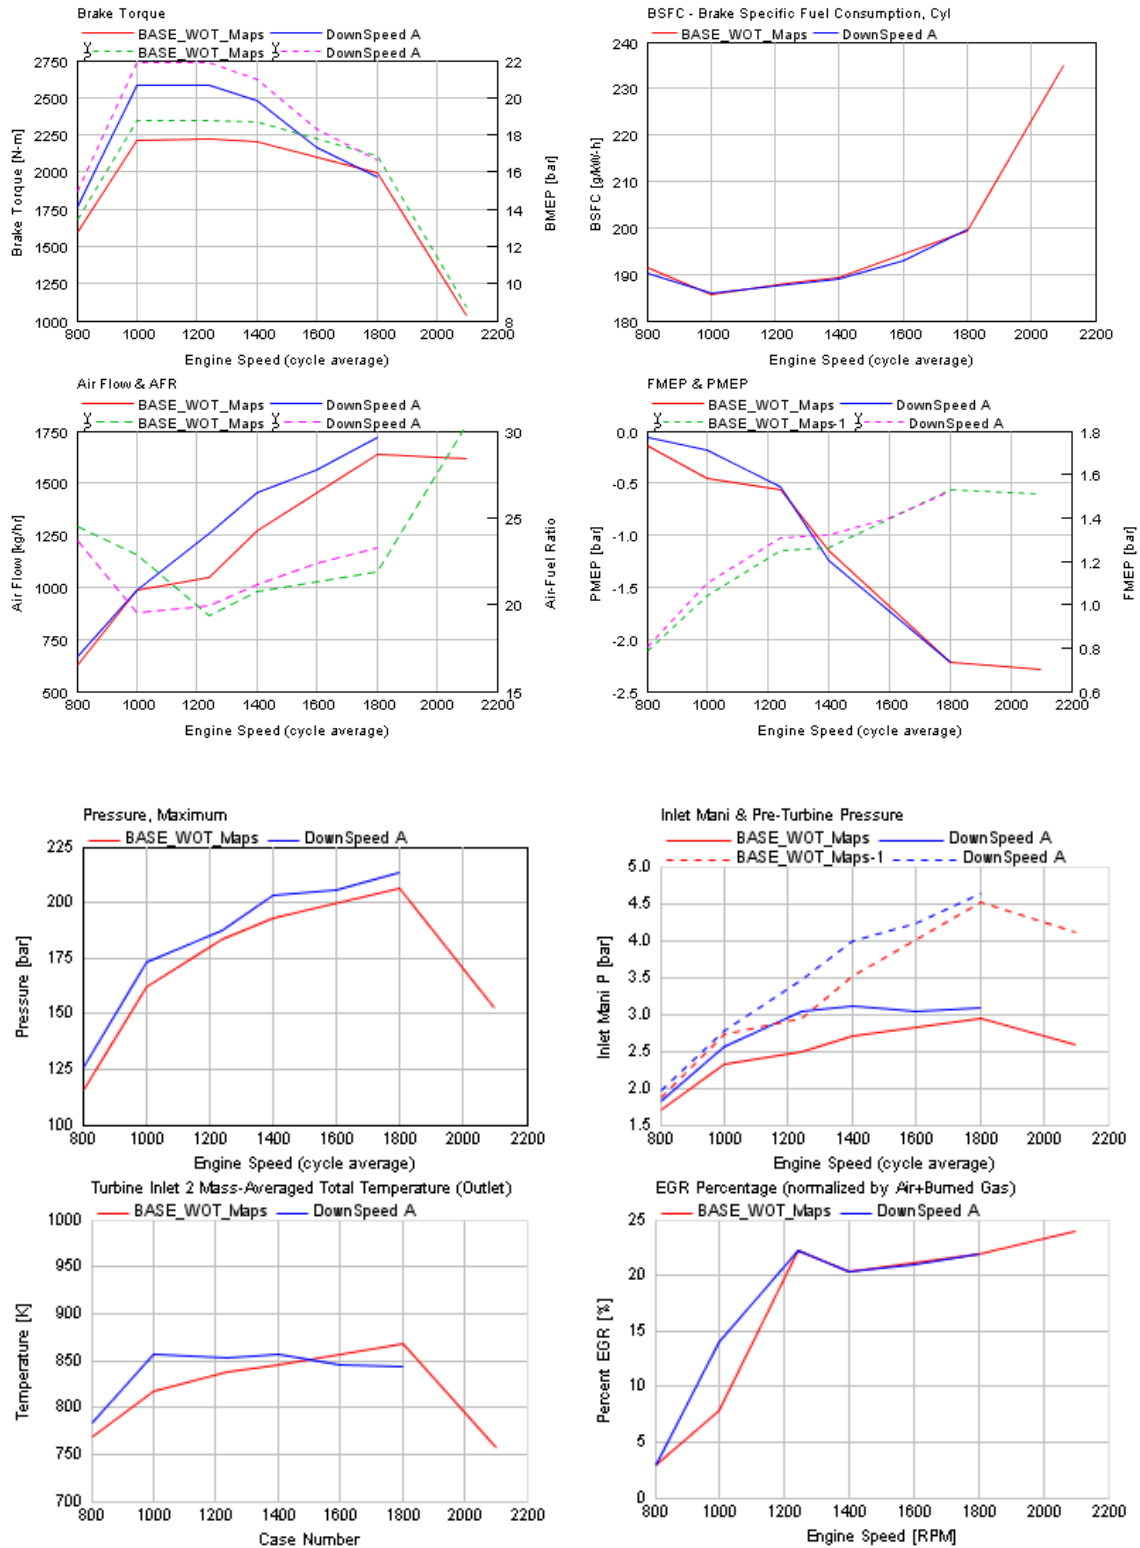 Brake Torque
BASE_WOT_Maps DownSpeed A
BASE_WOT_Maps DownSpeed A
2750
2500
2250
2000
1750
1500
1250
1000
Brake Torque [N-m]
22
20
18
16
14
12
10
8
BMEP [bar]
800 1000 1200 1400 1600 1800 2000 2200
Engine Speed (cycle average)
BSFC - Brake Specific Fuel Consumption, Cyl
BASE_WOT_Maps DownSpeed A
240
230
220
210
200
190
180
BSFC [g/kW-h]
800 1000 1200 1400 1600 1800 2000 2200
Engine Speed (cycle average)
Air Flow & AFR
BASE_WOT_Maps DownSpeed A
BASE_WOT_Maps DownSpeed A
1750
1500
1250
1000
750
500
Air Flow [kg/hr]
30
25
20
15
Air-Fuel Ratio
800 1000 1200 1400 1600 1800 2000 2200
Engine Speed (cycle average)
FMEP & PMEP
BASE_WOT_Maps DownSpeed A
BASE_WOT_Maps-1 DownSpeed A
0.0
-0.5
-1.0
-1.5
-2.0
-2.5
PMEP [bar]
1.8
1.6
1.4
1.2
1.0
0.8
0.6
FMEP [bar]
800 1000 1200 1400 1600 1800 2000 2200
Engine Speed (cycle average)
Pressure, Maximum
BASE_WOT_Maps DownSpeed A
225
200
175
150
125
100
Pressure [bar]
800 1000 1200 1400 1600 1800 2000 2200
Engine Speed (cycle average)
Inlet Mani & Pre-Turbine Pressure
BASE_WOT_Maps DownSpeed A
BASE_WOT_Maps-1 DownSpeed A
5.0
4.5
4.0
3.5
3.0
2.5
2.0
1.5
Inlet Mani P [bar]
800 1000 1200 1400 1600 1800 2000 2200
Engine Speed (cycle average)
Turbine Inlet 2 Mass-Averaged Total Temperature (Outlet)
BASE_WOT_Maps DownSpeed A
1000
950
900
850
800
750
700
Temperature [K]
800 1000 1200 1400 1600 1800 2000 2200
Case Number
EGR Percentage (normalized by Air+Burned Gas)
BASE_WOT_Maps DownSpeed A
25
20
15
10
5
0
Percent EGR [%]
800 1000 1200 1400 1600 1800 2000 2200
Engine Speed [RPM]